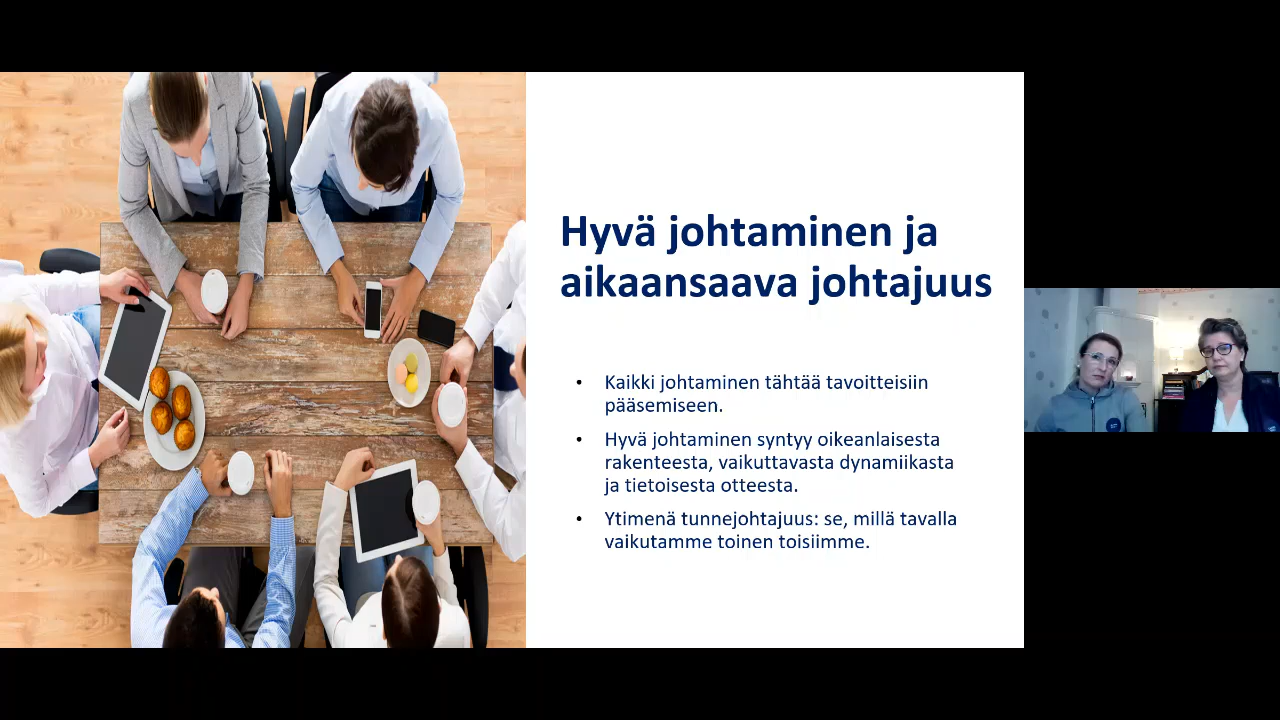 Hyvä johtaminen ja
aikaansaava johtajuus
• Kaikki johtaminen tähtää tavoitteisiin
pääsemiseen.
• Hyvä johtaminen syntyy oikeanlaisesta
rakenteesta, vaikuttavasta dynamiikasta
ja tietoisesta otteesta.
• Ytimenä tunnejohtajuus: se, millä tavalla
vaikutamme toinen toisiimme.